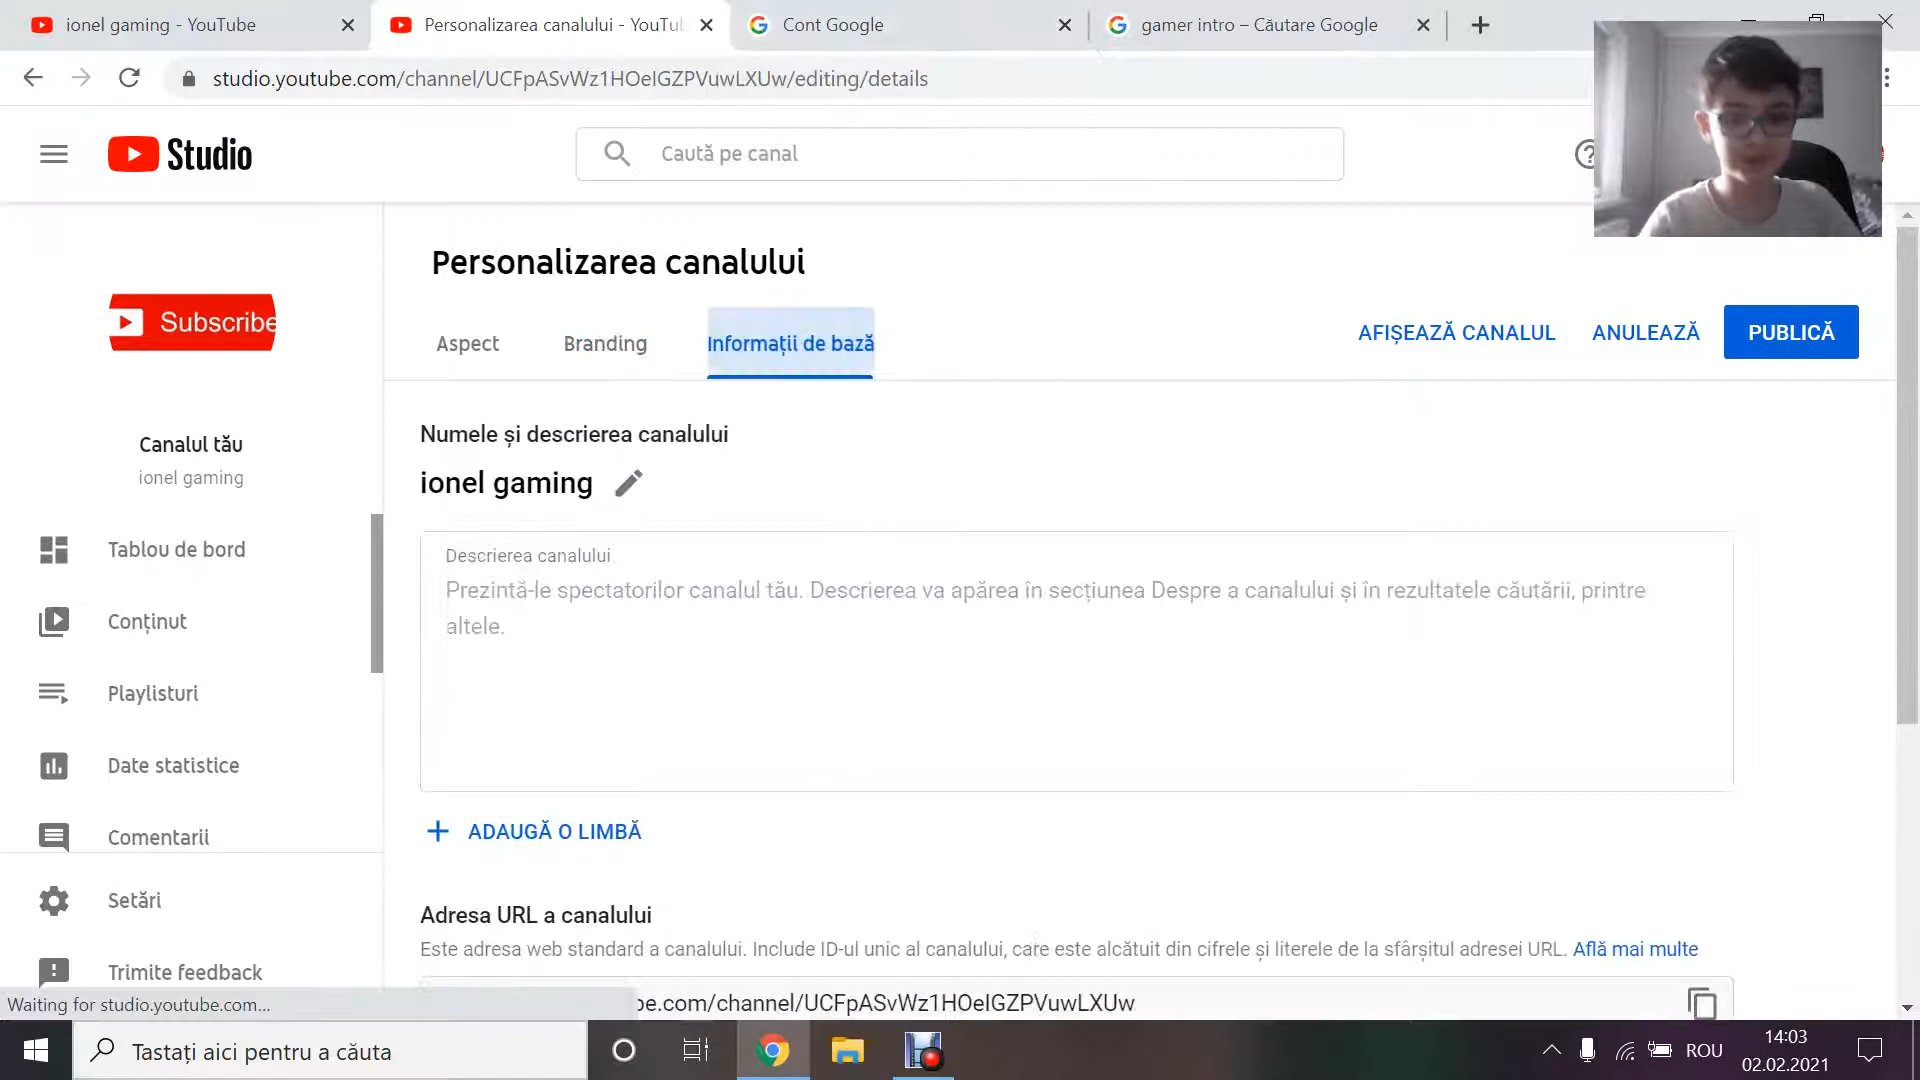 ionel gaming - YouTube
Personalizarea canalului - YouTu
Cont Google
gamer intro – Căutare Google
studio.youtube.com/channel/UCFpASvWz1HOeIGZPVuwLXUw/editing/details
Studio
Caută pe canal
Subscribe
Canalul tău
ionel gaming
Tablou de bord
Conținut
Playlisturi
Date statistice
Comentarii
Setări
Trimite feedback
Personalizarea canalului
Aspect
Branding
Informații de bază
AFIȘEAZĂ CANALUL
ANULEAZĂ
PUBLICĂ
Numele și descrierea canalului
ionel gaming
Descrierea canalului
Prezintă-le spectatorilor canalul tău. Descrierea va apărea în secțiunea Despre a canalului și în rezultatele căutării, printre
altele.
ADAUGĂ O LIMBĂ
Adresa URL a canalului
Este adresa web standard a canalului. Include ID-ul unic al canalului, care este alcătuit din cifrele și literele de la sfârșitul adresei URL. Află mai multe
be.com/channel/UCFpASvWz1HOeIGZPVuwLXUw
Waiting for studio.youtube.com...
Tastați aici pentru a căuta
ROU
14:03
02.02.2021